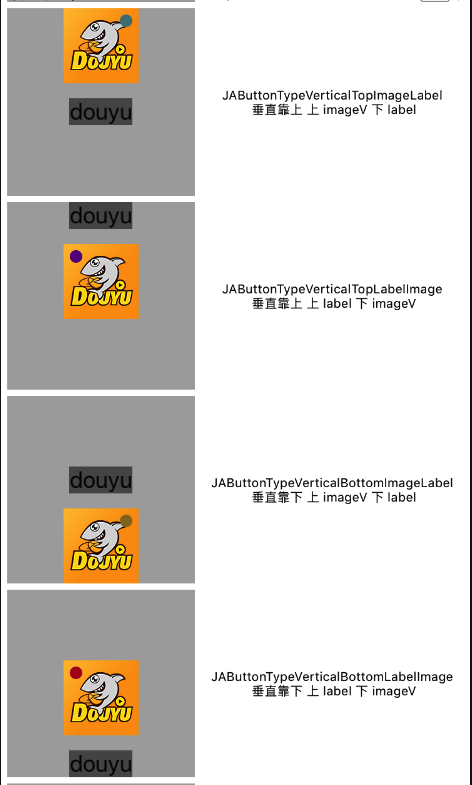 DOUYU
douyu
JAButtonTypeVerticalTopImageLabel
垂直靠上 上 imageV 下 label
douyu
DOUYU
JAButtonTypeVerticalTopLabelImage
垂直靠上 上 label 下 imageV
douyu
DOUYU
JAButtonTypeVerticalBottomImageLabel
垂直靠下 上 imageV 下 label
DOUYU
douyu
JAButtonTypeVerticalBottomLabelImage
垂直靠下 上 label 下 imageV